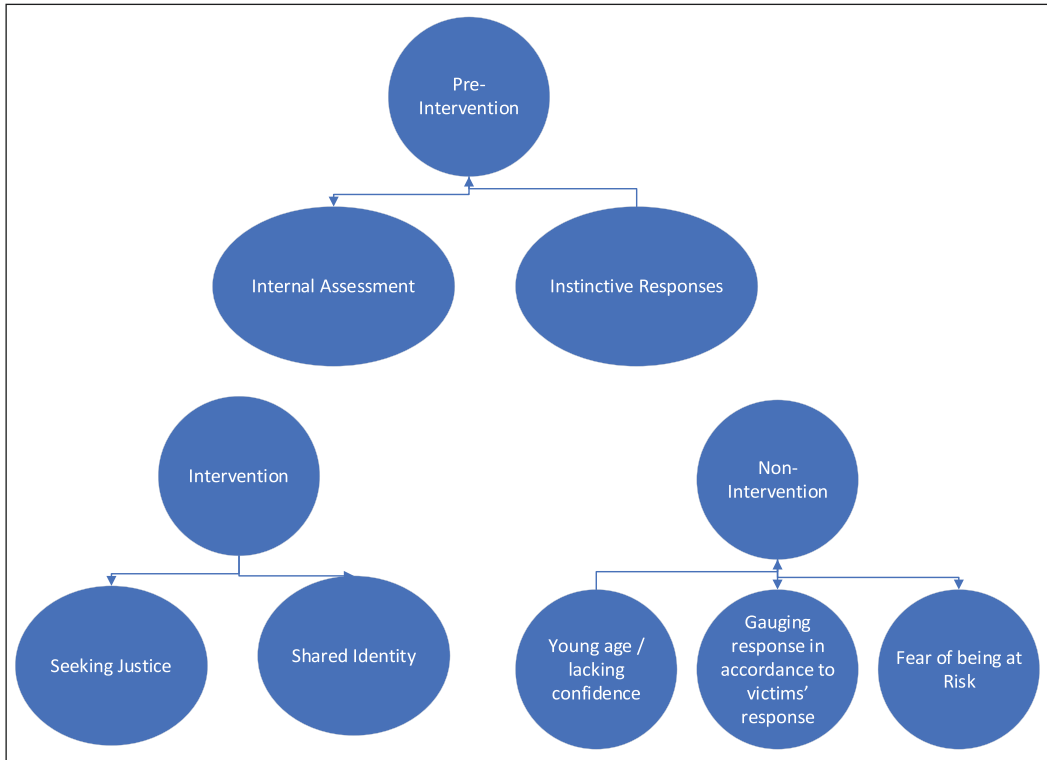 Pre-
Intervention
Internal Assessment
Instinctive Responses
Intervention
Non-
Intervention
Seeking Justice
Shared Identity
Young age /
lacking
confidence
Gauging
response in
accordance to
victims’
response
Fear of being at
Risk